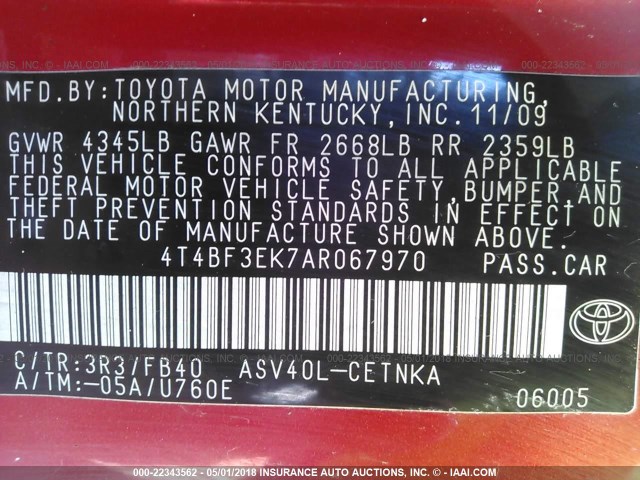 MFD.BY:TOYOTA MOTOR MANUFACTURING,
NORTHERN KENTUCKY,INC.11/09
GVWR 4345LB GAWR FR 2668LB RR 2359LB
THIS VEHICLE CONFORMS TO ALL APPLICABLE
FEDERAL MOTOR VEHICLE SAFETY,BUMPER,AND
THEFT PREVENTION STANDARDS IN EFFECT ON
THE DATE OF MANUFACTURE SHOWN ABOVE.
4T4BF3EK7AR067970 PASS.CAR
C/TR:3R3/FB40 ASV40L-CETNKA
A/TM:-05A/U760E 06005
000-22343562 - 05/01/2018 INSURANCE AUTO AUCTIONS INC. - © - IAAI.COM